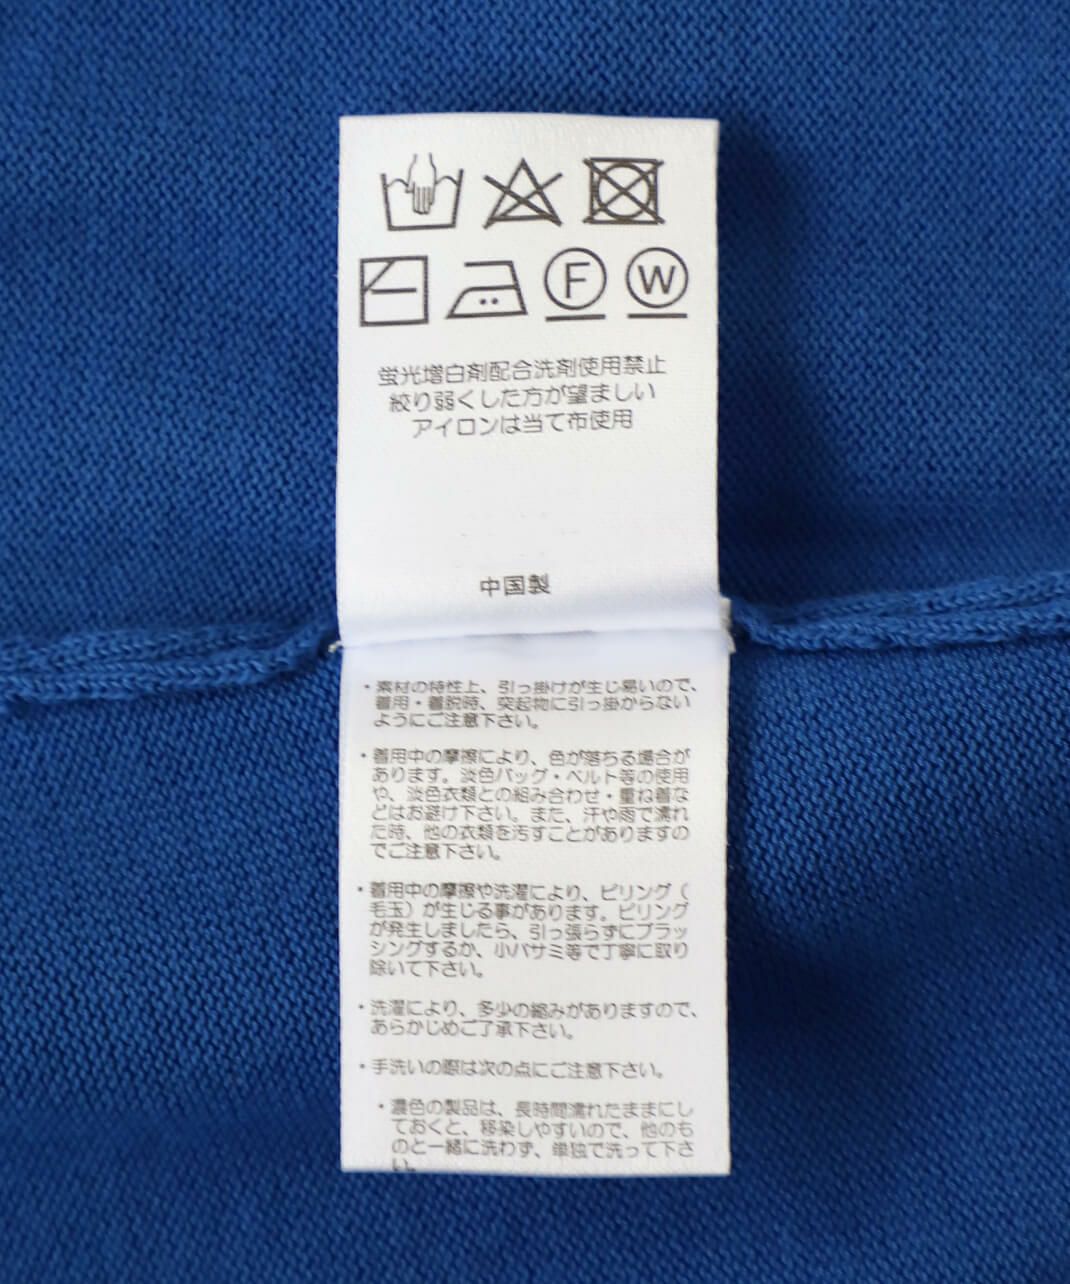 F W
蛍光増白剤配合洗剤使用禁止
絞り弱くした方が望ましい
アイロンは当て布使用
中国製
・素材の特性上、引っ掛けが生じ易いので、
着用・着脱時、突起物に引っ掛からない
ようにご注意下さい。
・着用中の摩擦により、色が落ちる場合が
あります。淡色バッグ・ベルト等の使用
や、淡色衣類との組み合わせ・重ね着な
どはお避け下さい。また、汗や雨で濡れ
た時、他の衣類を汚すことがありますの
でご注意下さい。
・着用中の摩擦や洗濯により、ピリング（
毛玉）が生じる事があります。ピリング
が発生しましたら、引っ張らずにブラッ
シングするか、小バサミ等で丁寧に取り
除いて下さい。
・洗濯により、多少の縮みがありますので、
あらかじめご了承下さい。
・手洗いの際は次の点にご注意下さい。
・濃色の製品は、長時間濡れたままにし
ておくと、移染しやすいので、他のも
のと一緒に洗わず、単独で洗って下さ
い。